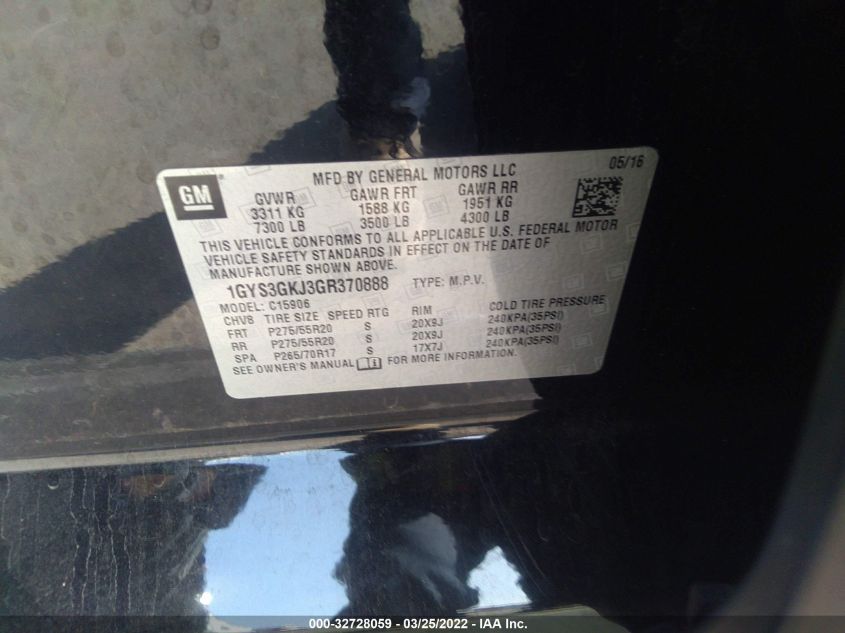 GM
MFD BY GENERAL MOTORS LLC 05/16
GVWR GAWR FRT GAWR RR
3311 KG 1588 KG 1951 KG
7300 LB 3500 LB 4300 LB
THIS VEHICLE CONFORMS TO ALL APPLICABLE U.S. FEDERAL MOTOR
VEHICLE SAFETY STANDARDS IN EFFECT ON THE DATE OF
MANUFACTURE SHOWN ABOVE.
1GYS3GKJ3GR370888 TYPE: M.P.V.
MODEL: C15906
CHV8 TIRE SIZE SPEED RTG RIM COLD TIRE PRESSURE
FRT P275/55R20 S 20X9J 240KPA(35PSI)
RR P275/55R20 S 20X9J 240KPA(35PSI)
SPA P265/70R17 S 17X7J 240KPA(35PSI)
SEE OWNER'S MANUAL FOR MORE INFORMATION.
000-32728059 - 03/25/2022 - IAA Inc.